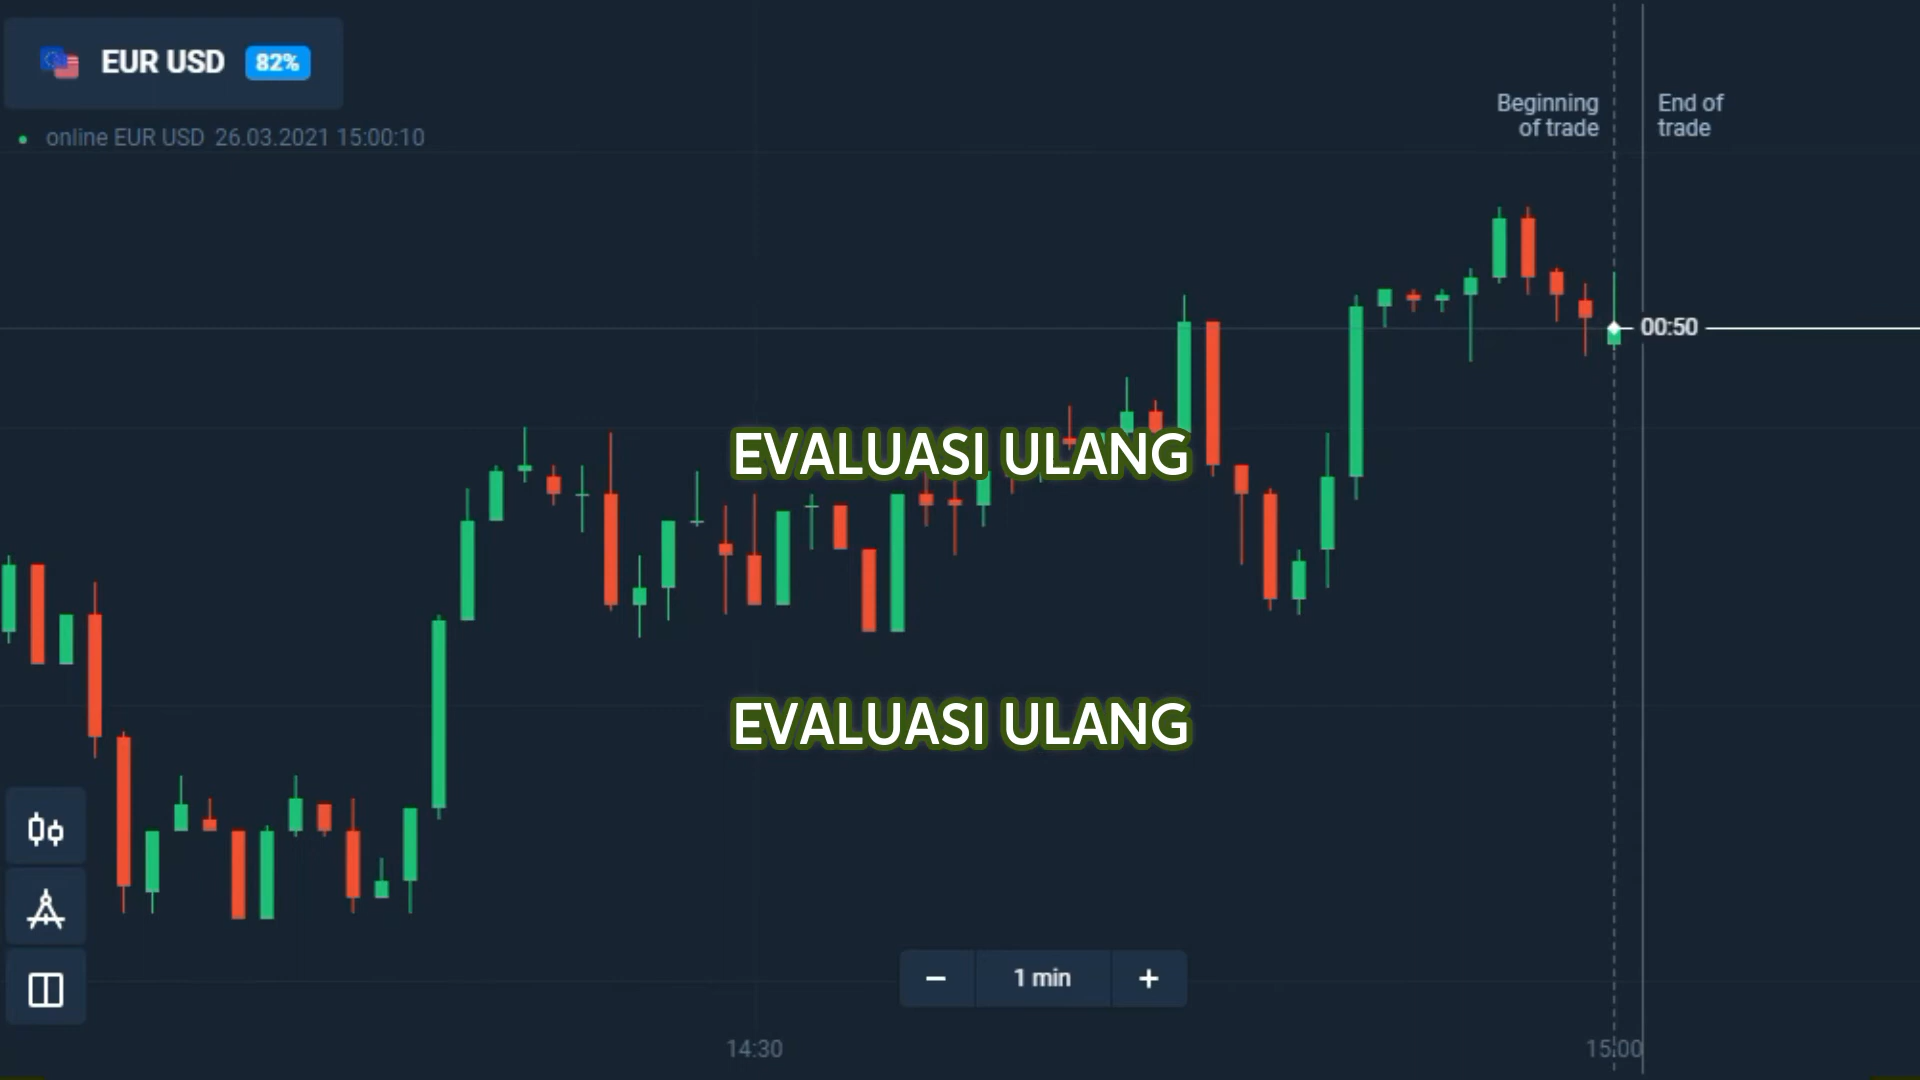 EUR USD 82%
online EUR USD 26.03.2021 15:00:10
Beginning
of trade
End of
trade
00:50
EVALUASI ULANG
EVALUASI ULANG
1 min
14:30
15:00